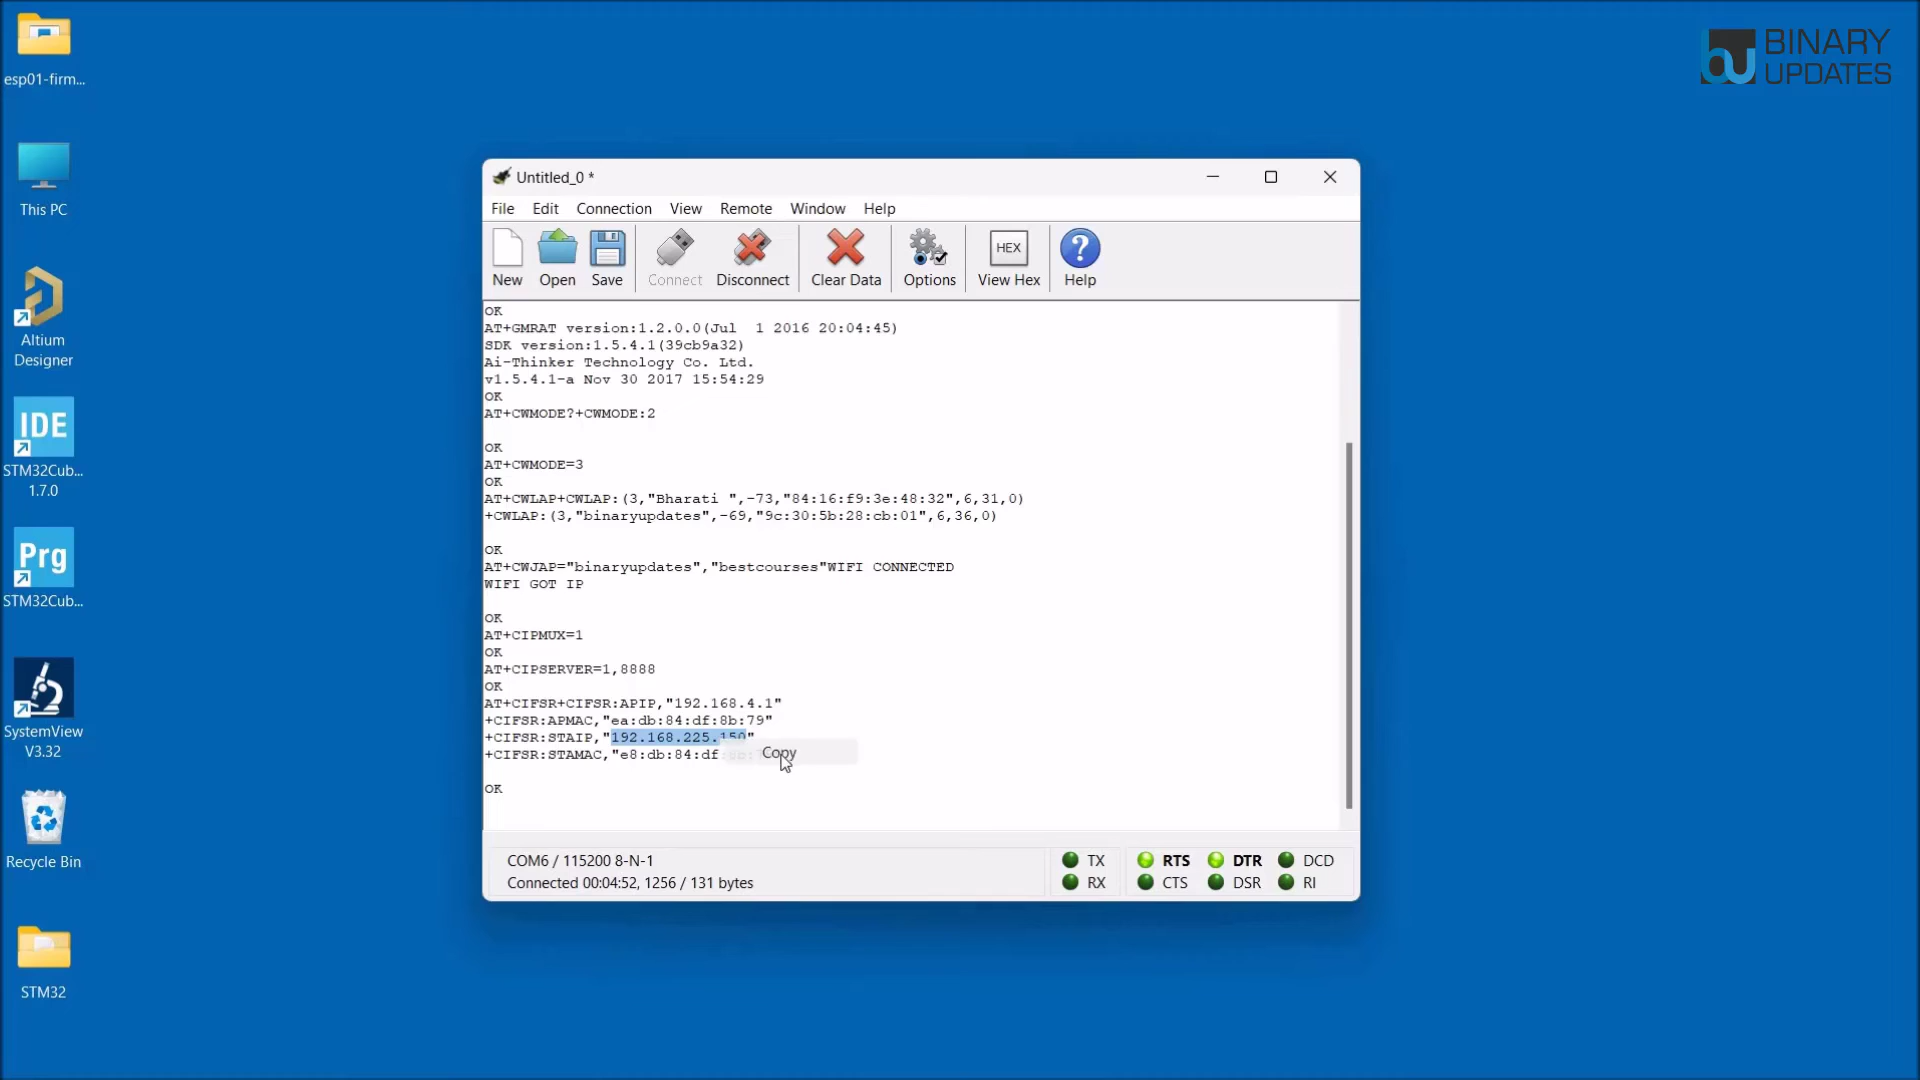 esp01-firm...
This PC
Altium
Designer
IDE
STM32Cub...
1.7.0
Prg
STM32Cub...
SystemView
V3.32
Recycle Bin
STM32
BINARY
UPDATES
Untitled_0 *
File Edit Connection View Remote Window Help
HEX
New Open Save Connect Disconnect Clear Data Options View Hex Help
OK
AT+GMRAT version:1.2.0.0(Jul  1 2016 20:04:45)
SDK version:1.5.4.1(39cb9a32)
Ai-Thinker Technology Co. Ltd.
v1.5.4.1-a Nov 30 2017 15:54:29
OK
AT+CWMODE?+CWMODE:2
OK
AT+CWMODE=3
OK
AT+CWLAP+CWLAP:(3,"Bharati ",-73,"84:16:f9:3e:48:32",6,31,0)
+CWLAP:(3,"binaryupdates",-69,"9c:30:5b:28:cb:01",6,36,0)
OK
AT+CWJAP="binaryupdates","bestcourses"WIFI CONNECTED
WIFI GOT IP
OK
AT+CIPMUX=1
OK
AT+CIPSERVER=1,8888
OK
AT+CIFSR+CIFSR:APIP,"192.168.4.1"
+CIFSR:APMAC,"ea:db:84:df:8b:79"
+CIFSR:STAIP,"192.168.225.150"
+CIFSR:STAMAC,"e8:db:84:df
Copy
OK
COM6 / 115200 8-N-1
Connected 00:04:52, 1256 / 131 bytes
TX RTS DTR DCD
RX CTS DSR RI